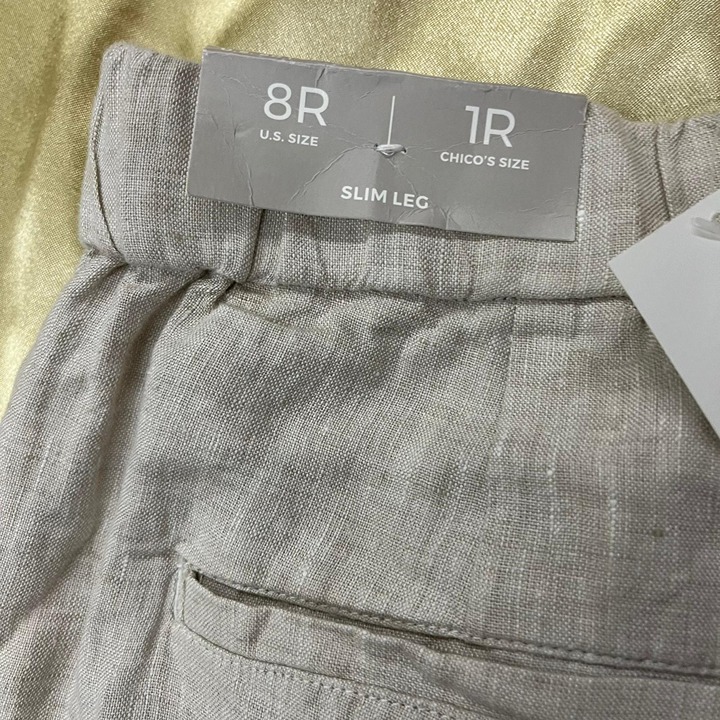 8R
U.S. SIZE
1R
CHICO'S SIZE
SLIM LEG